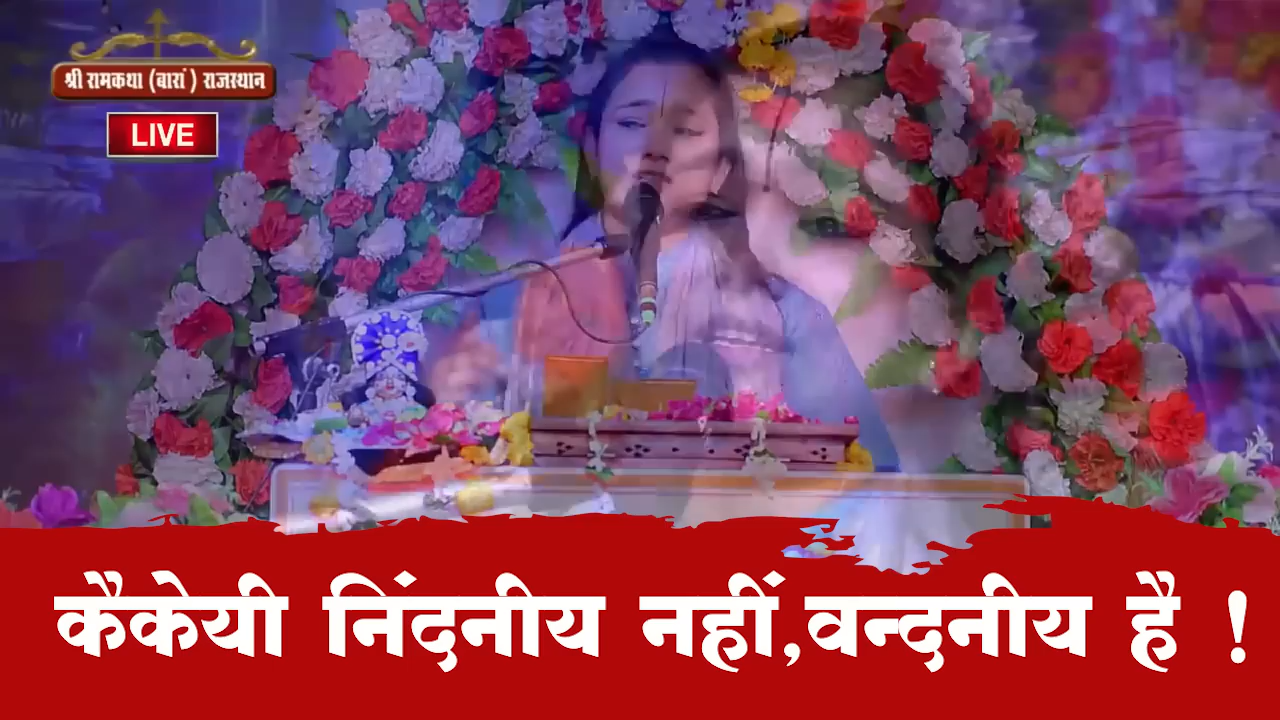 श्री रामकथा (बारां ) राजस्थान
LIVE
कैकेयी निंदनीय नहीं,वन्दनीय है !